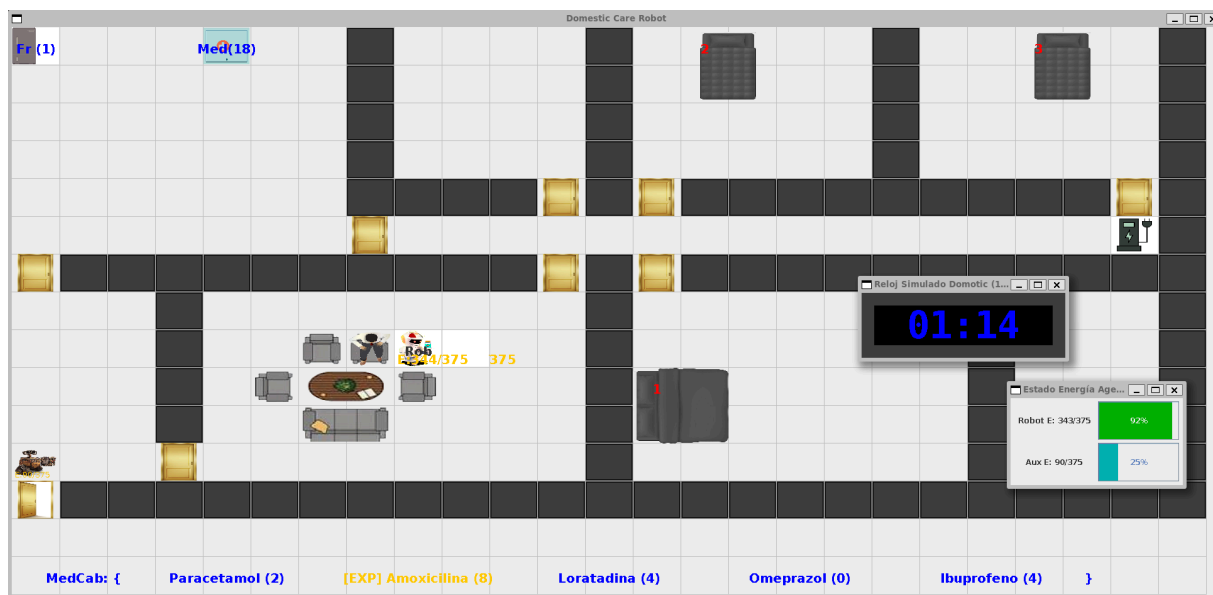 Domestic Care Robot
Fr (1)
Med(18)
2
3
Reloj Simulado Domotic (1...
01:14
Rob
E:344/375
375
1
Estado Energía Age...
Robot E: 343/375
92%
Aux E: 90/375
25%
MedCab: { Paracetamol (2) [EXP] Amoxicilina (8) Loratadina (4) Omeprazol (0) Ibuprofeno (4) }